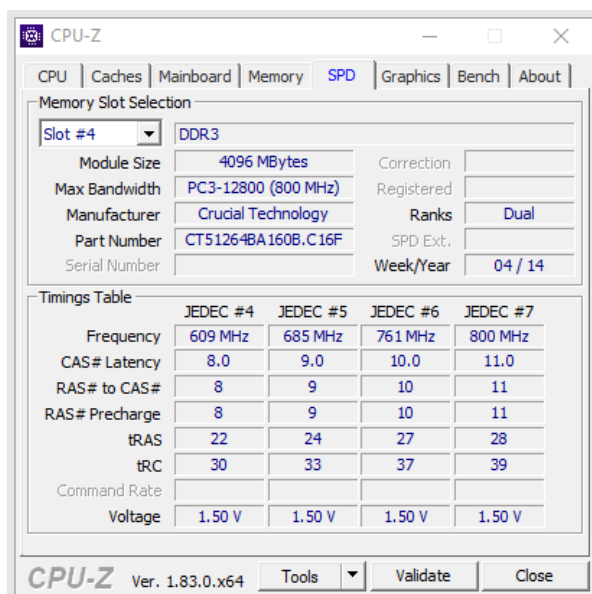 CPU-Z
CPU Caches Mainboard Memory SPD Graphics Bench About
Memory Slot Selection
Slot #4 DDR3
Module Size 4096 MBytes Correction
Max Bandwidth PC3-12800 (800 MHz) Registered
Manufacturer Crucial Technology Ranks Dual
Part Number CT51264BA160B.C16F SPD Ext.
Serial Number Week/Year 04 / 14
Timings Table
JEDEC #4 JEDEC #5 JEDEC #6 JEDEC #7
Frequency 609 MHz 685 MHz 761 MHz 800 MHz
CAS# Latency 8.0 9.0 10.0 11.0
RAS# to CAS# 8 9 10 11
RAS# Precharge 8 9 10 11
tRAS 22 24 27 28
tRC 30 33 37 39
Command Rate
Voltage 1.50 V 1.50 V 1.50 V 1.50 V
CPU-Z Ver. 1.83.0.x64 Tools Validate Close